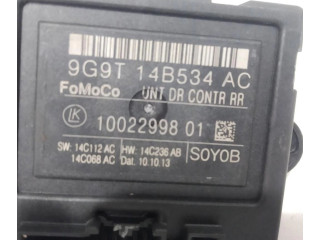 9G9T 14B534 AC
FoMoCo UNT DR CONTR RR
LK 10022998 01
SW: 14C112 AC HW: 14C236 AB S0Y0B
14C068 AC Dat. 10.10.13